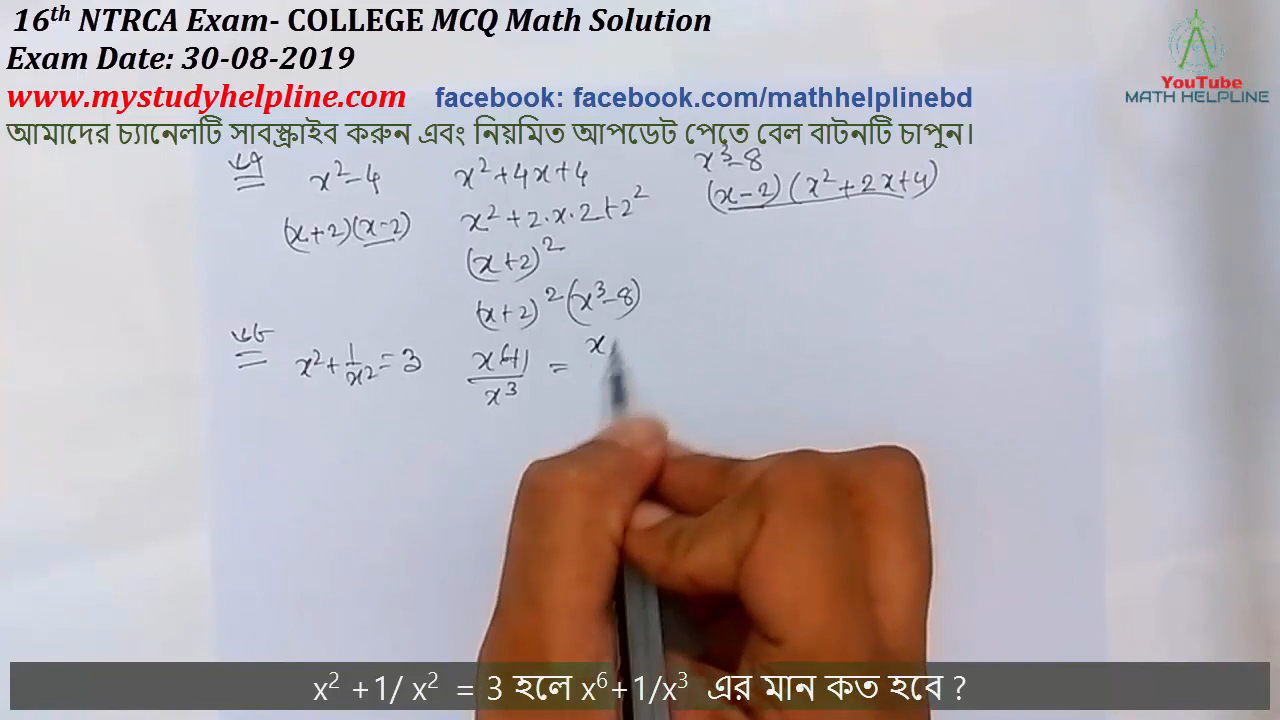 16th NTRCA Exam- COLLEGE MCQ Math Solution
Exam Date: 30-08-2019
www.mystudyhelpline.com facebook: facebook.com/mathhelplinebd
YouTube
MATH HELPLINE
আমাদের চ্যানেলটি সাবস্ক্রাইব করুন এবং নিয়মিত আপডেট পেতে বেল বাটনটি চাপুন।
x²-4 x²+4x+4 x³-8
(x+2)(x-2) x²+2.x.2+2² (x-2)(x²+2x+4)
(x+2)²
(x+2)²(x³-8)
x²+1/x²=3 x⁶+1/x³ = x
x² +1/ x² = 3 হলে x⁶+1/x³ এর মান কত হবে ?